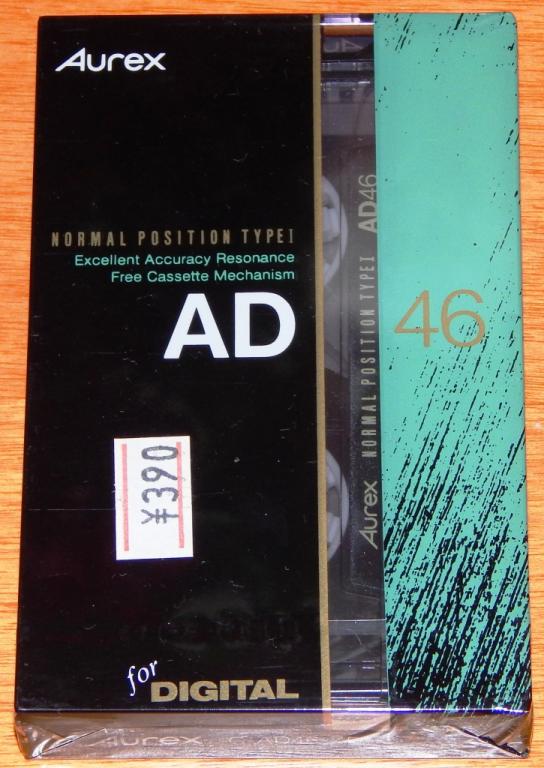 Aurex
NORMAL POSITION TYPE I
Excellent Accuracy Resonance
Free Cassette Mechanism
AD
¥390
for
DIGITAL
Aurex NORMAL POSITION TYPE I AD46
46
Aurex